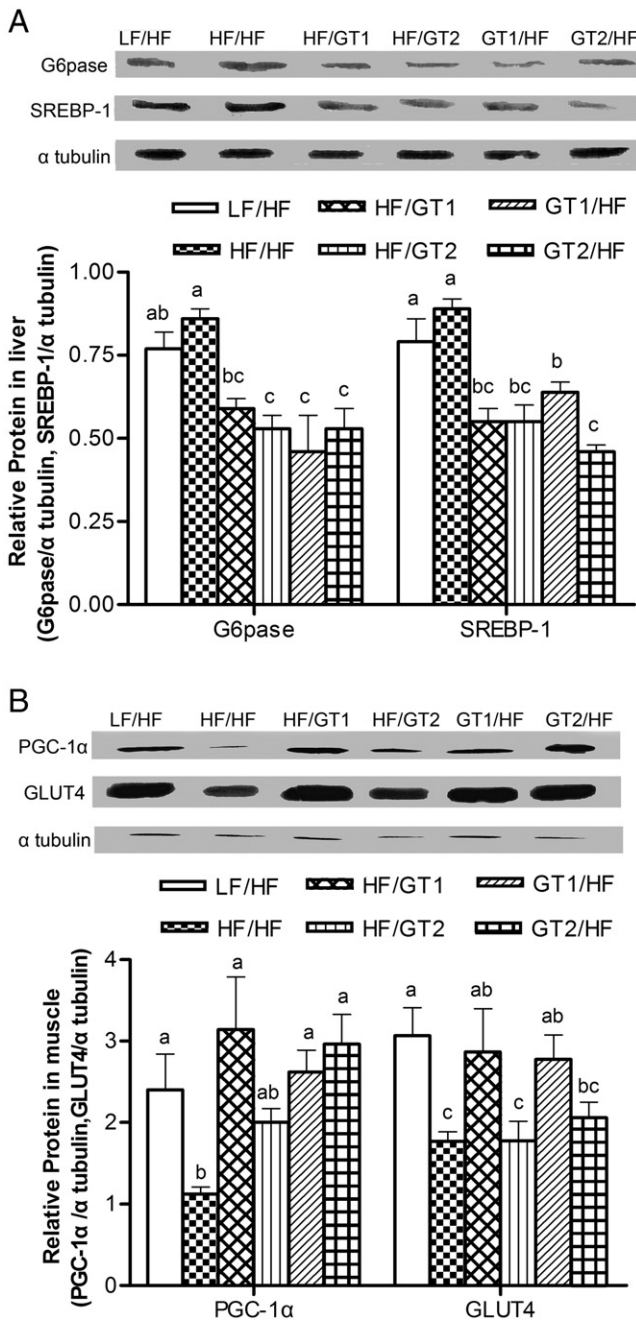 A
LF/HF HF/HF HF/GT1 HF/GT2 GT1/HF GT2/HF
G6pase
SREBP-1
α tubulin
LF/HF HF/GT1 GT1/HF
HF/HF HF/GT2 GT2/HF
Relative Protein in liver
(G6pase/α tubulin, SREBP-1/α tubulin)
1.00
0.75
0.50
0.25
0.00
ab a bc c c c
a a bc bc b c
G6pase SREBP-1
B
LF/HF HF/HF HF/GT1 HF/GT2 GT1/HF GT2/HF
PGC-1α
GLUT4
α tubulin
LF/HF HF/GT1 GT1/HF
HF/HF HF/GT2 GT2/HF
Relative Protein in muscle
(PGC-1α /α tubulin,GLUT4/α tubulin)
4
3
2
1
0
a b a ab a a
a c ab c ab bc
PGC-1α GLUT4